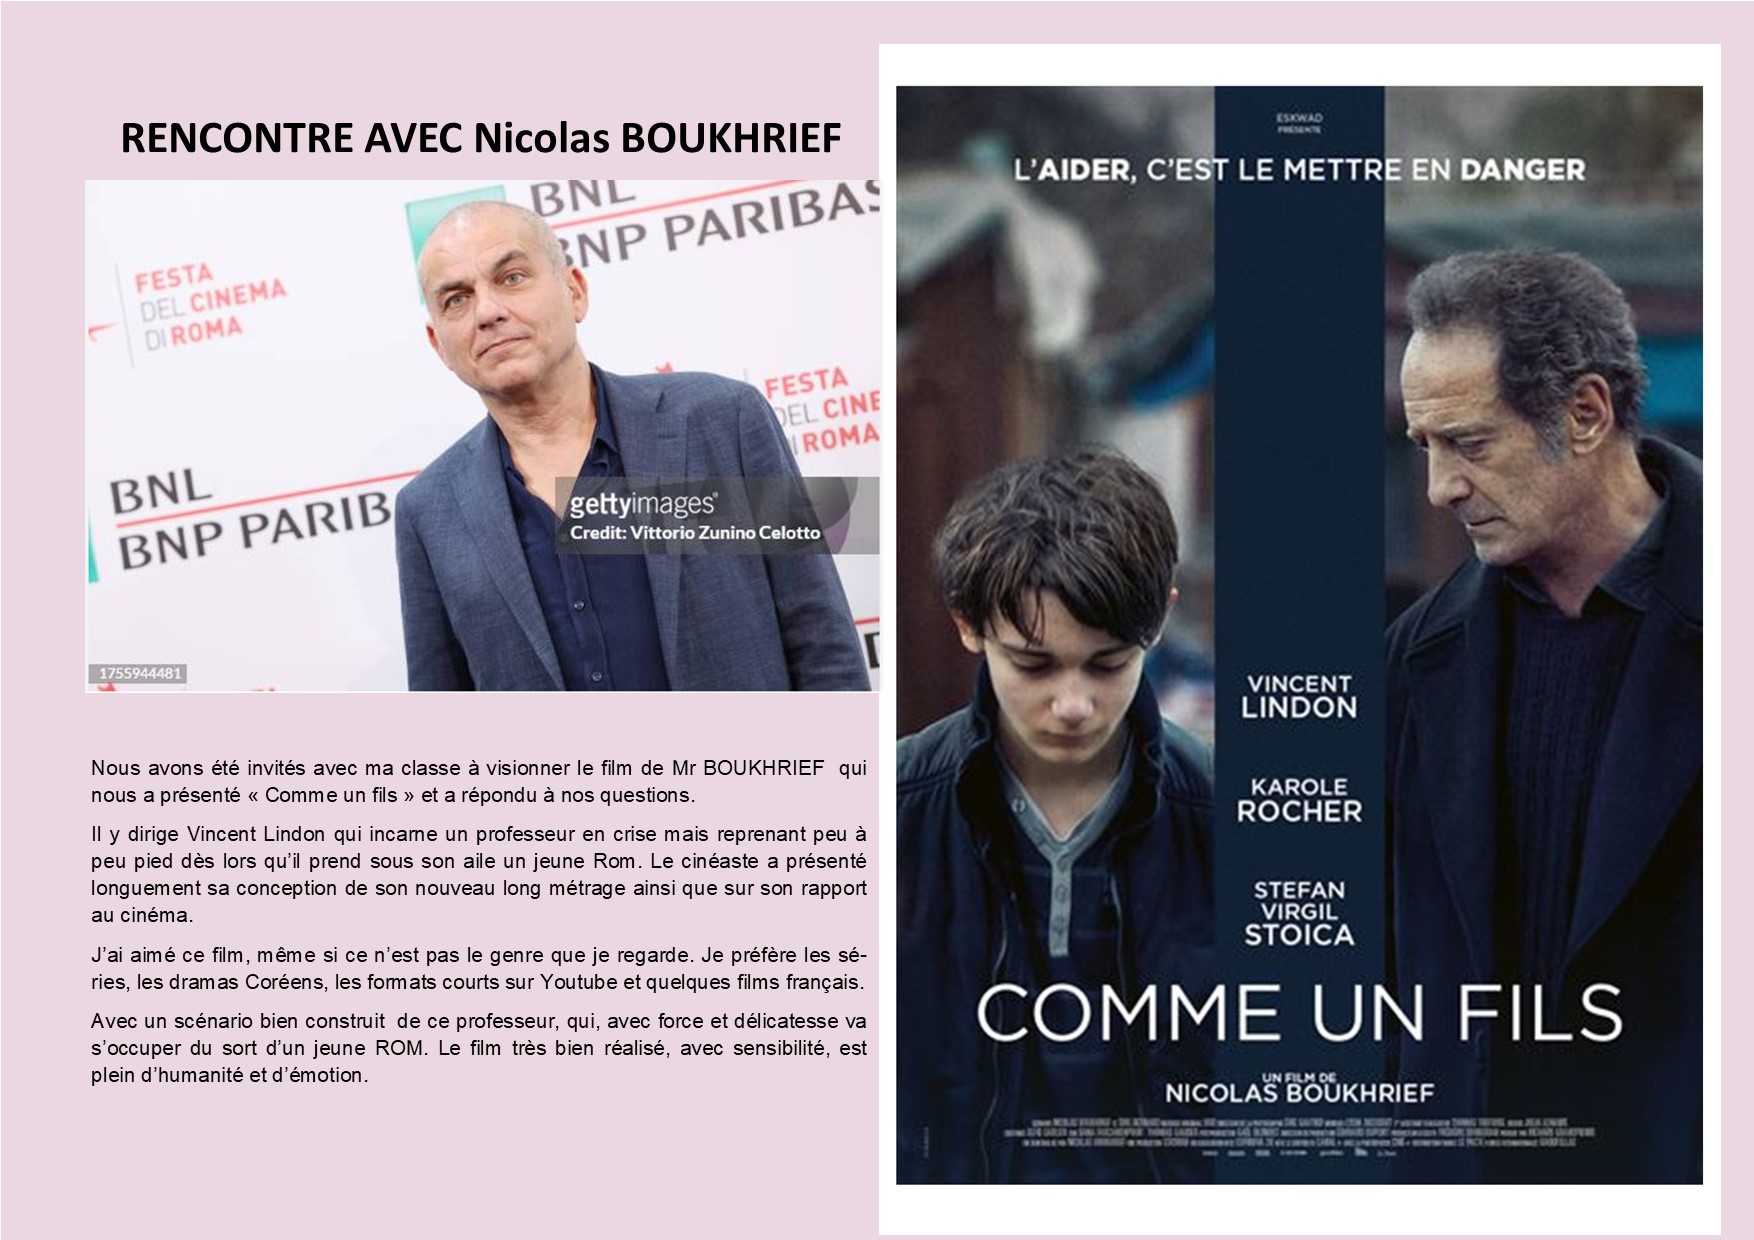 RENCONTRE AVEC Nicolas BOUKHRIEF
BNL
BNP PARIBAS
FESTA
DEL CINEMA
DI ROMA
FESTA
DEL CINE
DI ROMA
BNL
BNP PARIB
gettyimages®
Credit: Vittorio Zunino Celotto
1755944481
Nous avons été invités avec ma classe à visionner le film de Mr BOUKHRIEF  qui
nous a présenté « Comme un fils » et a répondu à nos questions.
Il y dirige Vincent Lindon qui incarne un professeur en crise mais reprenant peu à
peu pied dès lors qu’il prend sous son aile un jeune Rom. Le cinéaste a présenté
longuement sa conception de son nouveau long métrage ainsi que sur son rapport
au cinéma.
J’ai aimé ce film, même si ce n’est pas le genre que je regarde. Je préfère les sé-
ries, les dramas Coréens, les formats courts sur Youtube et quelques films français.
Avec un scénario bien construit  de ce professeur, qui, avec force et délicatesse va
s’occuper du sort d’un jeune ROM. Le film très bien réalisé, avec sensibilité, est
plein d’humanité et d’émotion.
ESKWAD
PRÉSENTE
L’AIDER, C’EST LE METTRE EN DANGER
VINCENT
LINDON
KAROLE
ROCHER
STEFAN
VIRGIL
STOICA
COMME UN FILS
UN FILM DE
NICOLAS BOUKHRIEF